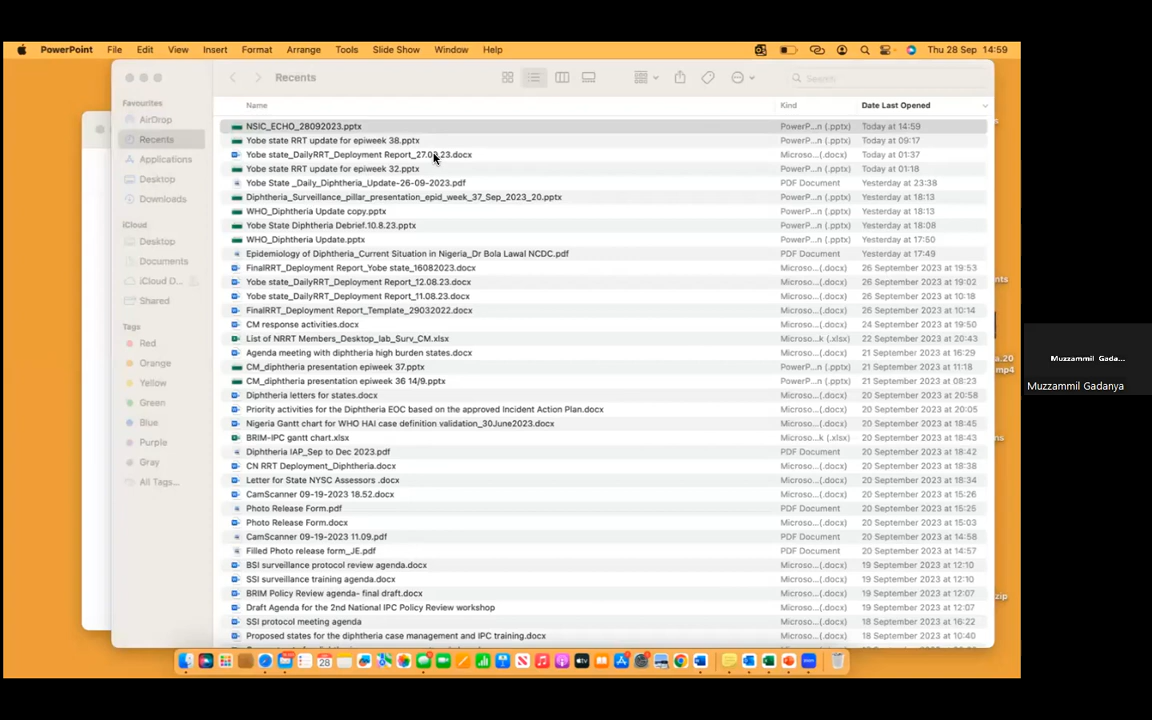 PowerPoint File Edit View Insert Format Arrange Tools Slide Show Window Help Thu 28 Sep 14:59
Recents Search
Favourites
AirDrop
Recents
Applications
Desktop
Downloads
iCloud
Desktop
Documents
iCloud D...
Shared
Tags
Red
Orange
Yellow
Green
Blue
Purple
Gray
All Tags...
Name Kind Date Last Opened
NSIC_ECHO_28092023.pptx PowerP...n (.pptx) Today at 14:59
Yobe state RRT update for epiweek 38.pptx PowerP...n (.pptx) Today at 09:17
Yobe state_DailyRRT_Deployment Report_27.0 .23.docx Microso...(.docx) Today at 01:37
Yobe state RRT update for epiweek 32.pptx PowerP...n (.pptx) Today at 01:18
Yobe State _Daily_Diphtheria_Update-26-09-2023.pdf PDF Document Yesterday at 23:38
Diphtheria_Surveillance_pillar_presentation_epid_week_37_Sep_2023_20.pptx PowerP...n (.pptx) Yesterday at 18:13
WHO_Diphtheria Update copy.pptx PowerP...n (.pptx) Yesterday at 18:13
Yobe State Diphtheria Debrief.10.8.23.pptx PowerP...n (.pptx) Yesterday at 18:08
WHO_Diphtheria Update.pptx PowerP...n (.pptx) Yesterday at 17:50
Epidemiology of Diphtheria_Current Situation in Nigeria_Dr Bola Lawal NCDC.pdf PDF Document Yesterday at 17:49
FinalRRT_Deployment Report_Yobe state_16082023.docx Microso...(.docx) 26 September 2023 at 19:53
Yobe state_DailyRRT_Deployment Report_12.08.23.docx Microso...(.docx) 26 September 2023 at 19:02
Yobe state_DailyRRT_Deployment Report_11.08.23.docx Microso...(.docx) 26 September 2023 at 10:18
FinalRRT_Deployment Report_Template_29032022.docx Microso...(.docx) 26 September 2023 at 10:14
CM response activities.docx Microso...(.docx) 24 September 2023 at 19:50
List of NRRT Members_Desktop_lab_Surv_CM.xlsx Microso...k (.xlsx) 22 September 2023 at 20:43
Agenda meeting with diphtheria high burden states.docx Microso...(.docx) 21 September 2023 at 16:29
CM_diphtheria presentation epiweek 37.pptx PowerP...n (.pptx) 21 September 2023 at 11:18
CM_diphtheria presentation epiweek 36 14/9.pptx PowerP...n (.pptx) 21 September 2023 at 08:23
Diphtheria letters for states.docx Microso...(.docx) 20 September 2023 at 20:58
Priority activities for the Diphtheria EOC based on the approved Incident Action Plan.docx Microso...(.docx) 20 September 2023 at 20:05
Nigeria Gantt chart for WHO HAI case definition validation_30June2023.docx Microso...(.docx) 20 September 2023 at 18:45
BRIM-IPC gantt chart.xlsx Microso...k (.xlsx) 20 September 2023 at 18:43
Diphtheria IAP_Sep to Dec 2023.pdf PDF Document 20 September 2023 at 18:42
CN RRT Deployment_Diphtheria.docx Microso...(.docx) 20 September 2023 at 18:38
Letter for State NYSC Assessors .docx Microso...(.docx) 20 September 2023 at 18:34
CamScanner 09-19-2023 18.52.docx Microso...(.docx) 20 September 2023 at 15:26
Photo Release Form.pdf PDF Document 20 September 2023 at 15:25
Photo Release Form.docx Microso...(.docx) 20 September 2023 at 15:03
CamScanner 09-19-2023 11.09.pdf PDF Document 20 September 2023 at 14:58
Filled Photo release form_JE.pdf PDF Document 20 September 2023 at 14:57
BSI surveillance protocol review agenda.docx Microso...(.docx) 19 September 2023 at 12:10
SSI surveillance training agenda.docx Microso...(.docx) 19 September 2023 at 12:10
BRIM Policy Review agenda- final draft.docx Microso...(.docx) 19 September 2023 at 12:07
Draft Agenda for the 2nd National IPC Policy Review workshop Microso...(.docx) 19 September 2023 at 12:07
SSI protocol meeting agenda Microso...(.docx) 18 September 2023 at 16:22
Proposed states for the diphtheria case management and IPC training.docx Microso...(.docx) 18 September 2023 at 10:40
nts
a.20
mp4
ns
zip
28
Muzzammil Gada...
Muzzammil Gadanya